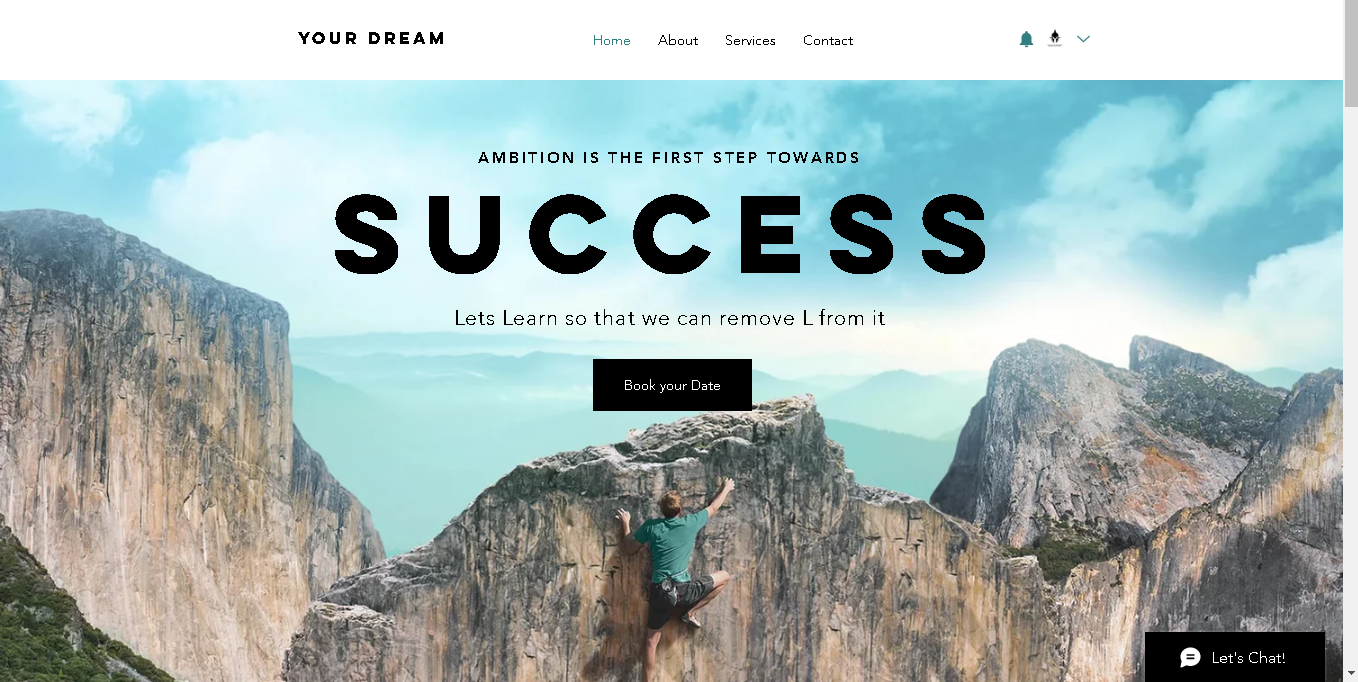 YOUR DREAM
Home About Services Contact
AMBITION IS THE FIRST STEP TOWARDS
SUCCESS
Lets Learn so that we can remove L from it
Book your Date
Let's Chat!